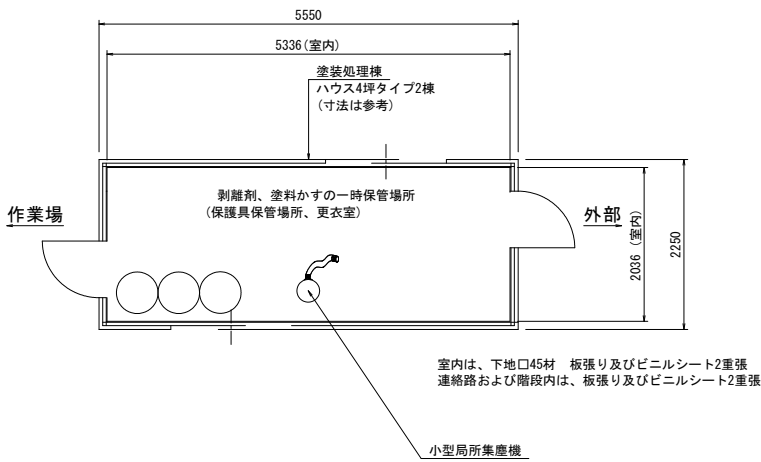 5550
5336(室内)
塗装処理棟
ハウス4坪タイプ2棟
(寸法は参考)
剥離剤、塗料かすの一時保管場所
(保護具保管場所、更衣室)
作業場
外部
2036 (室内)
2250
室内は、下地口45材 板張り及びビニルシート2重張
連絡路および階段内は、板張り及びビニルシート2重張
小型局所集塵機